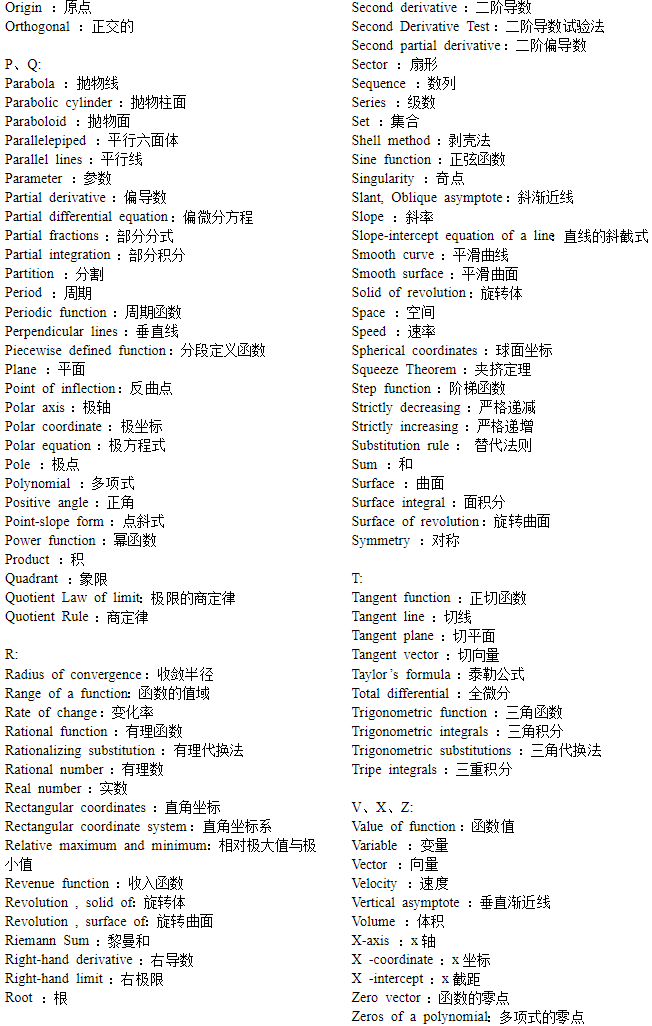 Origin ：原点
Orthogonal ：正交的
P、Q:
Parabola ：抛物线
Parabolic cylinder ：抛物柱面
Paraboloid ：抛物面
Parallelepiped ：平行六面体
Parallel lines ：平行线
Parameter ：参数
Partial derivative ：偏导数
Partial differential equation ：偏微分方程
Partial fractions ：部分分式
Partial integration ：部分积分
Partition ：分割
Period ：周期
Periodic function ：周期函数
Perpendicular lines ：垂直线
Piecewise defined function ：分段定义函数
Plane ：平面
Point of inflection ：反曲点
Polar axis ：极轴
Polar coordinate ：极坐标
Polar equation ：极方程式
Pole ：极点
Polynomial ：多项式
Positive angle ：正角
Point-slope form ：点斜式
Power function ：幂函数
Product ：积
Quadrant ：象限
Quotient Law of limit：极限的商定律
Quotient Rule ：商定律
R:
Radius of convergence ：收敛半径
Range of a function：函数的值域
Rate of change ：变化率
Rational function ：有理函数
Rationalizing substitution ：有理代换法
Rational number ：有理数
Real number ：实数
Rectangular coordinates ：直角坐标
Rectangular coordinate system ：直角坐标系
Relative maximum and minimum：相对极大值与极
小值
Revenue function ：收入函数
Revolution , solid of：旋转体
Revolution , surface of：旋转曲面
Riemann Sum ：黎曼和
Right-hand derivative ：右导数
Right-hand limit ：右极限
Root ：根
Second derivative ：二阶导数
Second Derivative Test ：二阶导数试验法
Second partial derivative ：二阶偏导数
Sector ：扇形
Sequence ：数列
Series ：级数
Set ：集合
Shell method ：剥壳法
Sine function ：正弦函数
Singularity ：奇点
Slant, Oblique asymptote ：斜渐近线
Slope ：斜率
Slope-intercept equation of a line：直线的斜截式
Smooth curve ：平滑曲线
Smooth surface ：平滑曲面
Solid of revolution ：旋转体
Space ：空间
Speed ：速率
Spherical coordinates ：球面坐标
Squeeze Theorem ：夹挤定理
Step function ：阶梯函数
Strictly decreasing ：严格递减
Strictly increasing ：严格递增
Substitution rule ： 替代法则
Sum ：和
Surface ：曲面
Surface integral ：面积分
Surface of revolution ：旋转曲面
Symmetry ：对称
T:
Tangent function ：正切函数
Tangent line ：切线
Tangent plane ：切平面
Tangent vector ：切向量
Taylor’s formula ：泰勒公式
Total differential ：全微分
Trigonometric function ：三角函数
Trigonometric integrals ：三角积分
Trigonometric substitutions ：三角代换法
Tripe integrals ：三重积分
V、X、Z:
Value of function ：函数值
Variable ：变量
Vector ：向量
Velocity ：速度
Vertical asymptote ：垂直渐近线
Volume ：体积
X-axis ：x 轴
X -coordinate ：x 坐标
X -intercept ：x 截距
Zero vector ：函数的零点
Zeros of a polynomial：多项式的零点